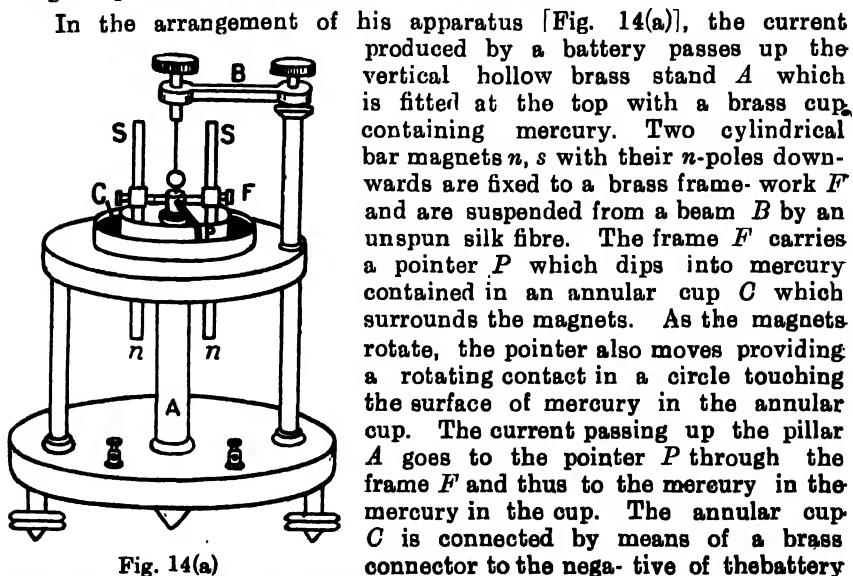 In the arrangement of his apparatus [Fig. 14(a)], the current
produced by a battery passes up the
vertical hollow brass stand A which
is fitted at the top with a brass cup
containing mercury. Two cylindrical
bar magnets n, s with their n-poles down-
wards are fixed to a brass frame- work F
and are suspended from a beam B by an
unspun silk fibre. The frame F carries
a pointer P which dips into mercury
contained in an annular cup C which
surrounds the magnets. As the magnets
rotate, the pointer also moves providing
a rotating contact in a circle touching
the surface of mercury in the annular
cup. The current passing up the pillar
A goes to the pointer P through the
frame F and thus to the mereury in the
mercury in the cup. The annular cup
C is connected by means of a brass
connector to the nega- tive of thebattery
B
S S
C F
P
n n
A
Fig. 14(a)